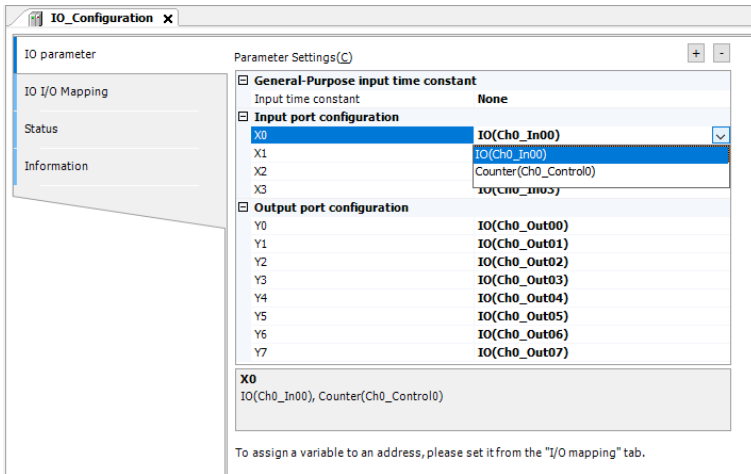 IO_Configuration X
IO parameter
IO I/O Mapping
Status
Information
Parameter Settings(C)
+ -
General-Purpose input time constant
Input time constant None
Input port configuration
X0 IO(Ch0_In00)
X1 IO(Ch0_In00)
X2 Counter(Ch0_Control0)
X3 IO(Ch0_In03)
Output port configuration
Y0 IO(Ch0_Out00)
Y1 IO(Ch0_Out01)
Y2 IO(Ch0_Out02)
Y3 IO(Ch0_Out03)
Y4 IO(Ch0_Out04)
Y5 IO(Ch0_Out05)
Y6 IO(Ch0_Out06)
Y7 IO(Ch0_Out07)
X0
IO(Ch0_In00), Counter(Ch0_Control0)
To assign a variable to an address, please set it from the "I/O mapping" tab.